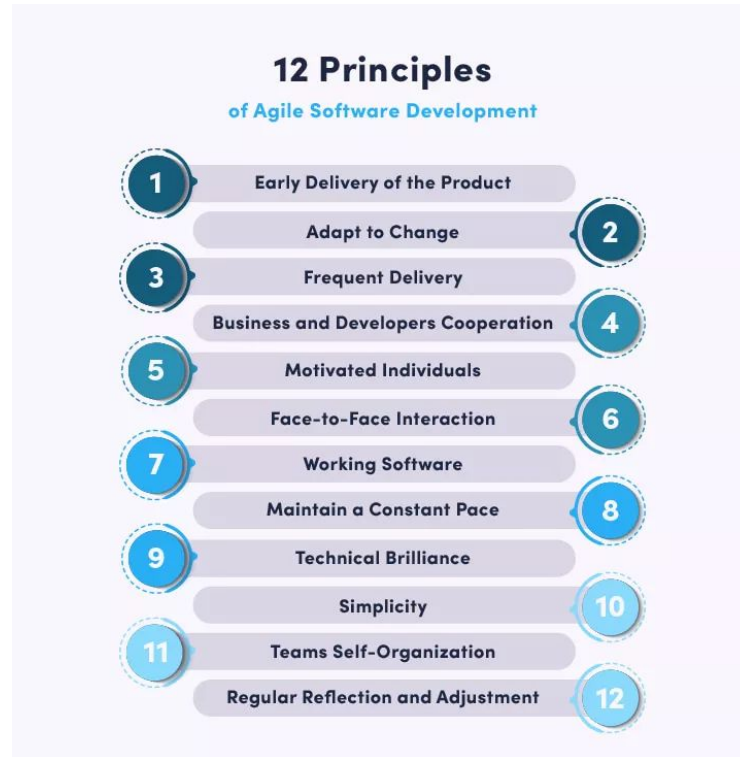 12 Principles
of Agile Software Development
1 Early Delivery of the Product
Adapt to Change 2
3 Frequent Delivery
Business and Developers Cooperation 4
5 Motivated Individuals
Face-to-Face Interaction 6
7 Working Software
Maintain a Constant Pace 8
9 Technical Brilliance
Simplicity 10
11 Teams Self-Organization
Regular Reflection and Adjustment 12